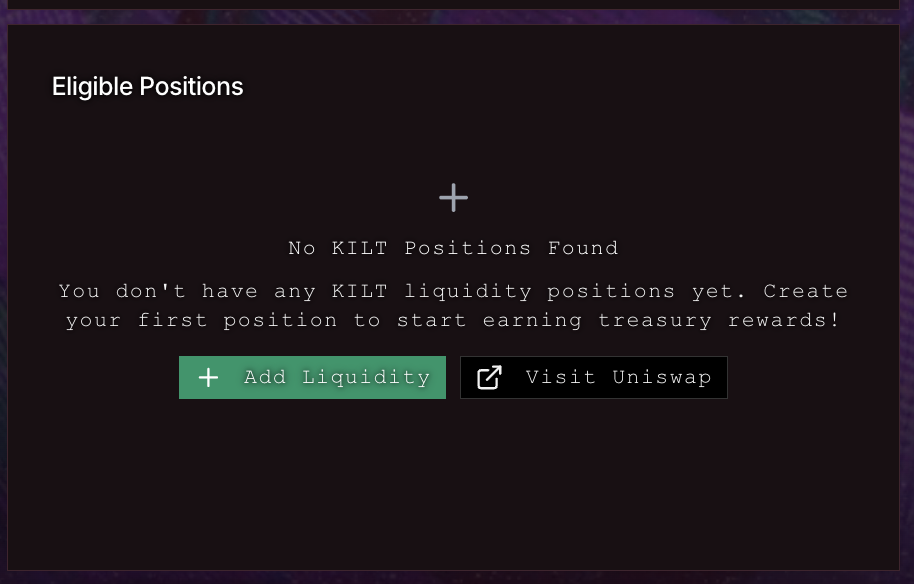 Eligible Positions
No KILT Positions Found
You don't have any KILT liquidity positions yet. Create
your first position to start earning treasury rewards!
Add Liquidity
Visit Uniswap